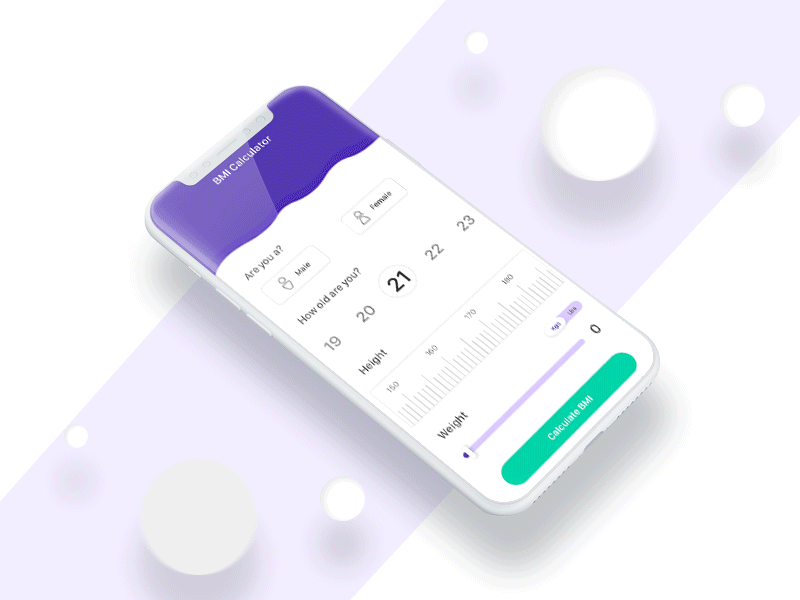 BMI Calculator
Are you a?
Male
Female
How old are you?
19 20 21 22 23
Height
150 160 170 180
Weight
Kgs Lbs
0
Calculate BMI